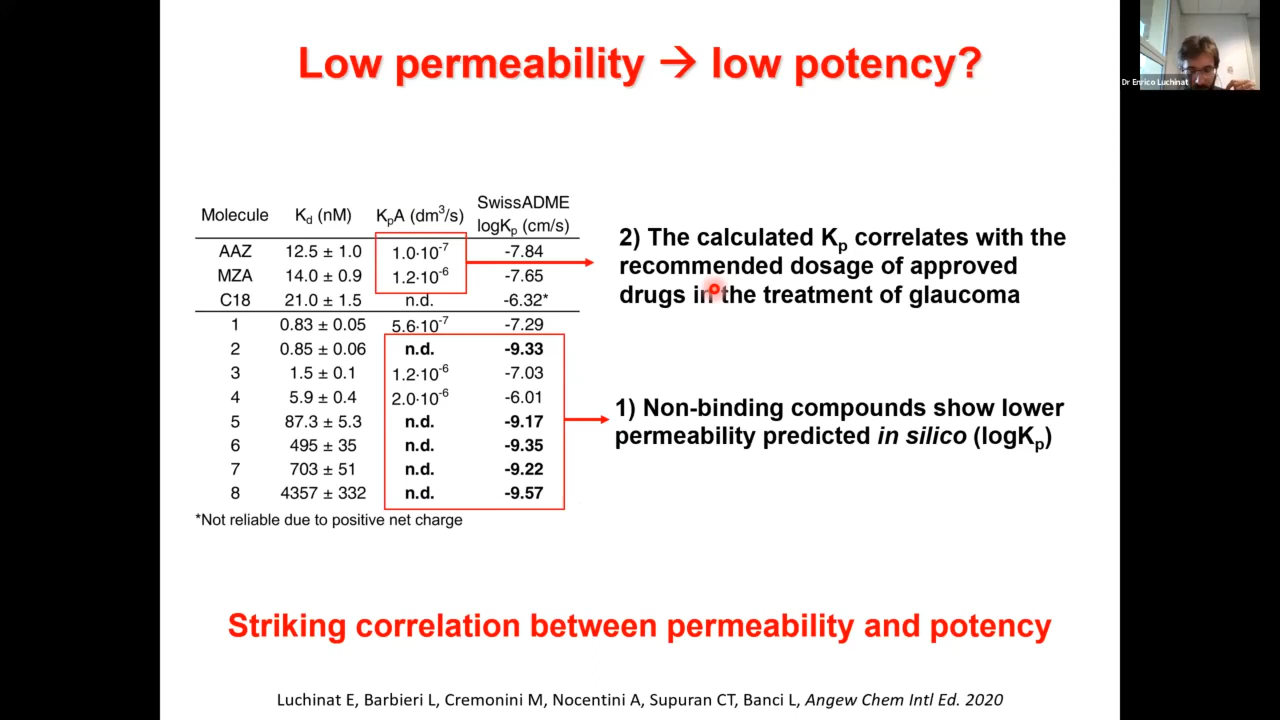 Low permeability → low potency?
Dr Enrico Luchinat
Molecule Kd (nM) KpA (dm³/s) SwissADME logKp (cm/s)
AAZ 12.5 ± 1.0 1.0·10⁻⁷ -7.84
MZA 14.0 ± 0.9 1.2·10⁻⁶ -7.65
C18 21.0 ± 1.5 n.d. -6.32*
1 0.83 ± 0.05 5.6·10⁻⁷ -7.29
2 0.85 ± 0.06 n.d. -9.33
3 1.5 ± 0.1 1.2·10⁻⁶ -7.03
4 5.9 ± 0.4 2.0·10⁻⁶ -6.01
5 87.3 ± 5.3 n.d. -9.17
6 495 ± 35 n.d. -9.35
7 703 ± 51 n.d. -9.22
8 4357 ± 332 n.d. -9.57
*Not reliable due to positive net charge
2) The calculated Kp correlates with the
recommended dosage of approved
drugs in the treatment of glaucoma
1) Non-binding compounds show lower
permeability predicted in silico (logKp)
Striking correlation between permeability and potency
Luchinat E, Barbieri L, Cremonini M, Nocentini A, Supuran CT, Banci L, Angew Chem Intl Ed. 2020